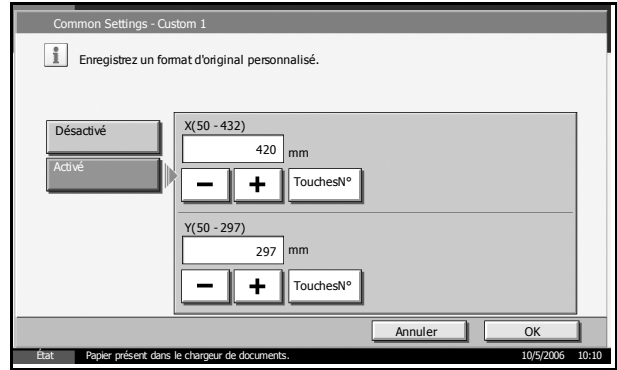 Common Settings - Custom 1
i
Enregistrez un format d'original personnalisé.
Désactivé
Activé
X(50 - 432)
420 mm
− + TouchesN°
Y(50 - 297)
297 mm
− + TouchesN°
Annuler OK
État Papier présent dans le chargeur de documents. 10/5/2006 10:10